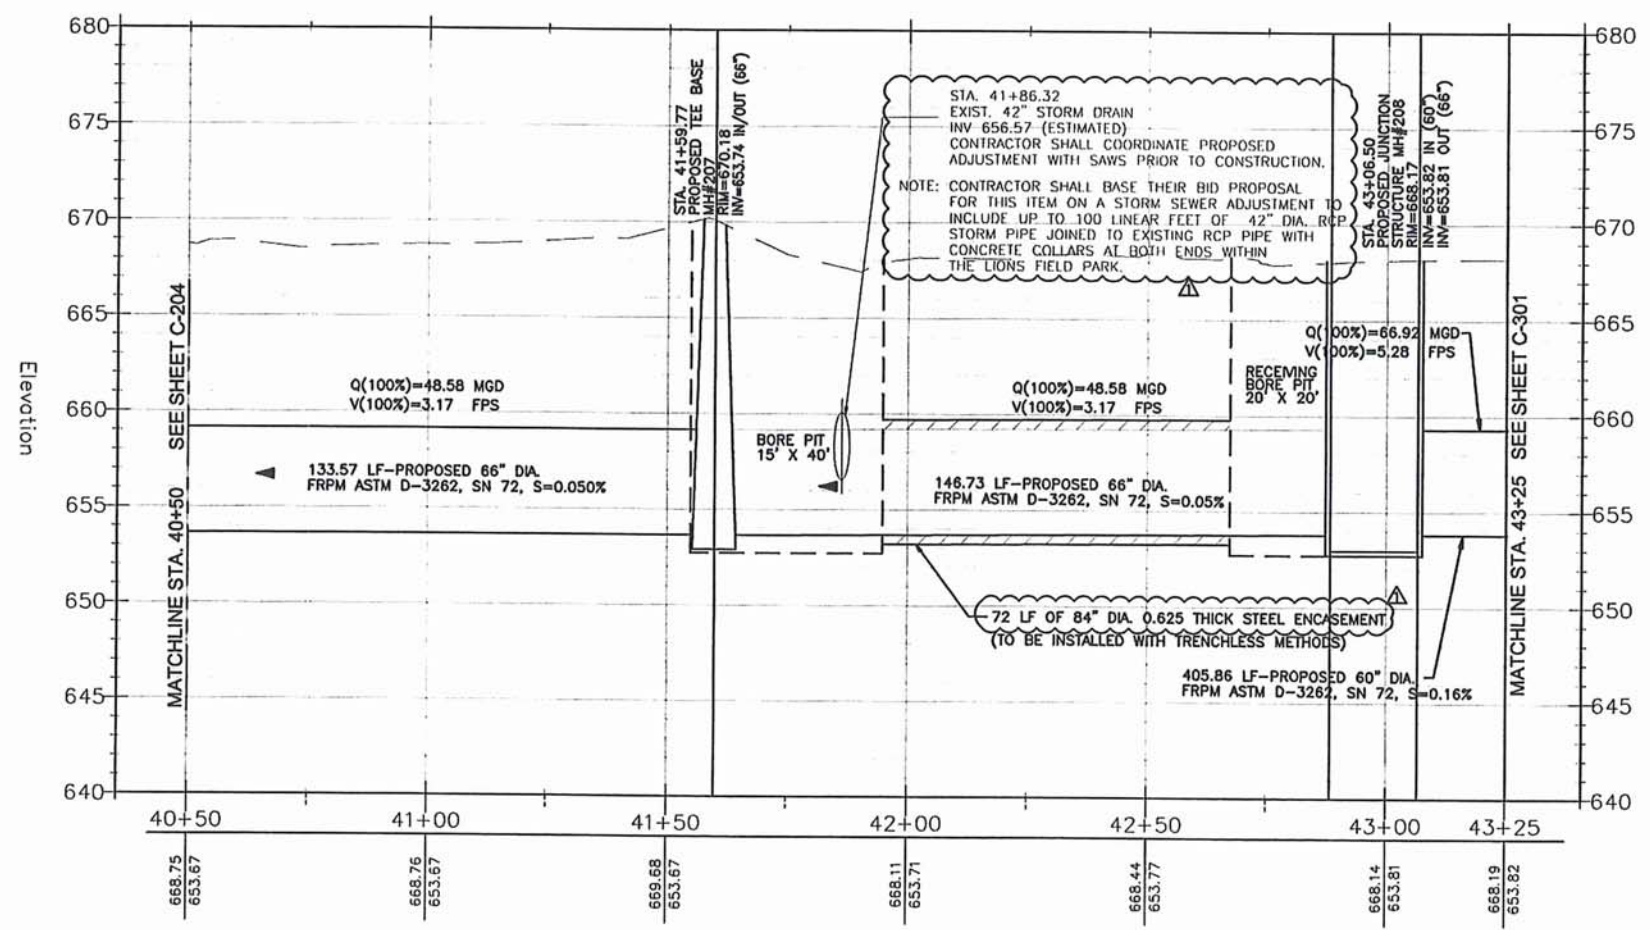 680
675
670
665
660
655
650
645
640
Elevation
MATCHLINE STA. 40+50 SEE SHEET C-204
STA. 41+59.77
PROPOSED TEE BASE
MH#207
RIM=670.18
INV=653.74 IN/OUT (66")
STA. 41+86.32
EXIST. 42" STORM DRAIN
INV 656.57 (ESTIMATED)
CONTRACTOR SHALL COORDINATE PROPOSED
ADJUSTMENT WITH SAWS PRIOR TO CONSTRUCTION.
NOTE: CONTRACTOR SHALL BASE THEIR BID PROPOSAL
FOR THIS ITEM ON A STORM SEWER ADJUSTMENT TO
INCLUDE UP TO 100 LINEAR FEET OF 42" DIA. RCP
STORM PIPE JOINED TO EXISTING RCP PIPE WITH
CONCRETE COLLARS AT BOTH ENDS WITHIN
THE LIONS FIELD PARK.
1
STA. 43+06.50
PROPOSED JUNCTION
STRUCTURE MH#208
RIM=668.17
INV=653.82 IN (60")
INV=653.81 OUT (66")
680
675
670
665
660
655
650
645
640
MATCHLINE STA. 43+25 SEE SHEET C-301
Q(100%)=66.92 MGD
V(100%)=5.28 FPS
RECEIVING
BORE PIT
20' X 20'
Q(100%)=48.58 MGD
V(100%)=3.17 FPS
Q(100%)=48.58 MGD
V(100%)=3.17 FPS
BORE PIT
15' X 40'
133.57 LF-PROPOSED 66" DIA.
FRPM ASTM D-3262, SN 72, S=0.050%
146.73 LF-PROPOSED 66" DIA.
FRPM ASTM D-3262, SN 72, S=0.05%
1
72 LF OF 84" DIA. 0.625 THICK STEEL ENCASEMENT
(TO BE INSTALLED WITH TRENCHLESS METHODS)
405.86 LF-PROPOSED 60" DIA.
FRPM ASTM D-3262, SN 72, S=0.16%
40+50 41+00 41+50 42+00 42+50 43+00 43+25
668.75
653.67
668.76
653.67
669.68
653.67
668.11
653.71
668.44
653.77
668.14
653.81
668.19
653.82